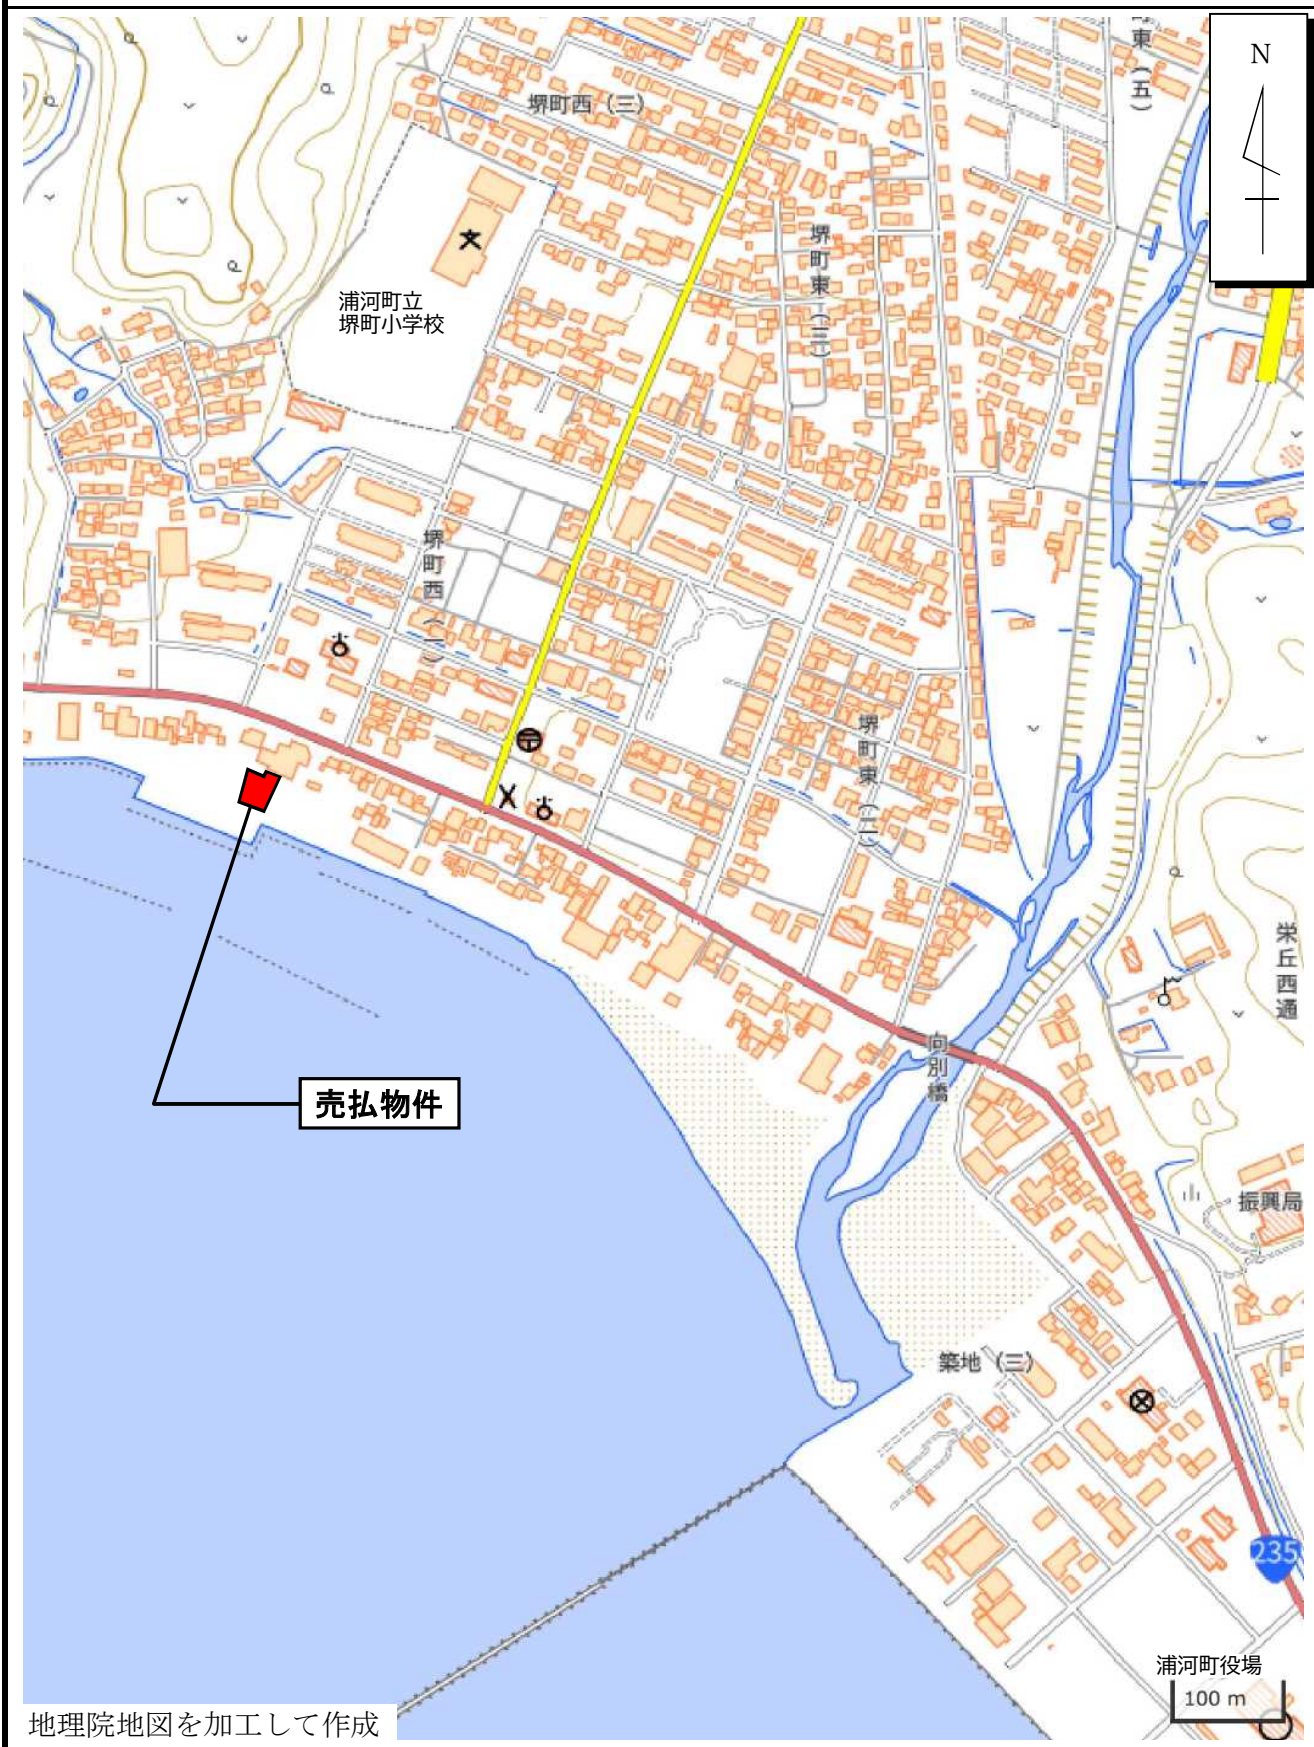 N
東(五)
堺町西(三)
堺町東(三)
浦河町立
堺町小学校
堺町西(一)
堺町東(二)
栄丘西通
向別橋
売払物件
振興局
築地(三)
235
浦河町役場
100 m
地理院地図を加工して作成